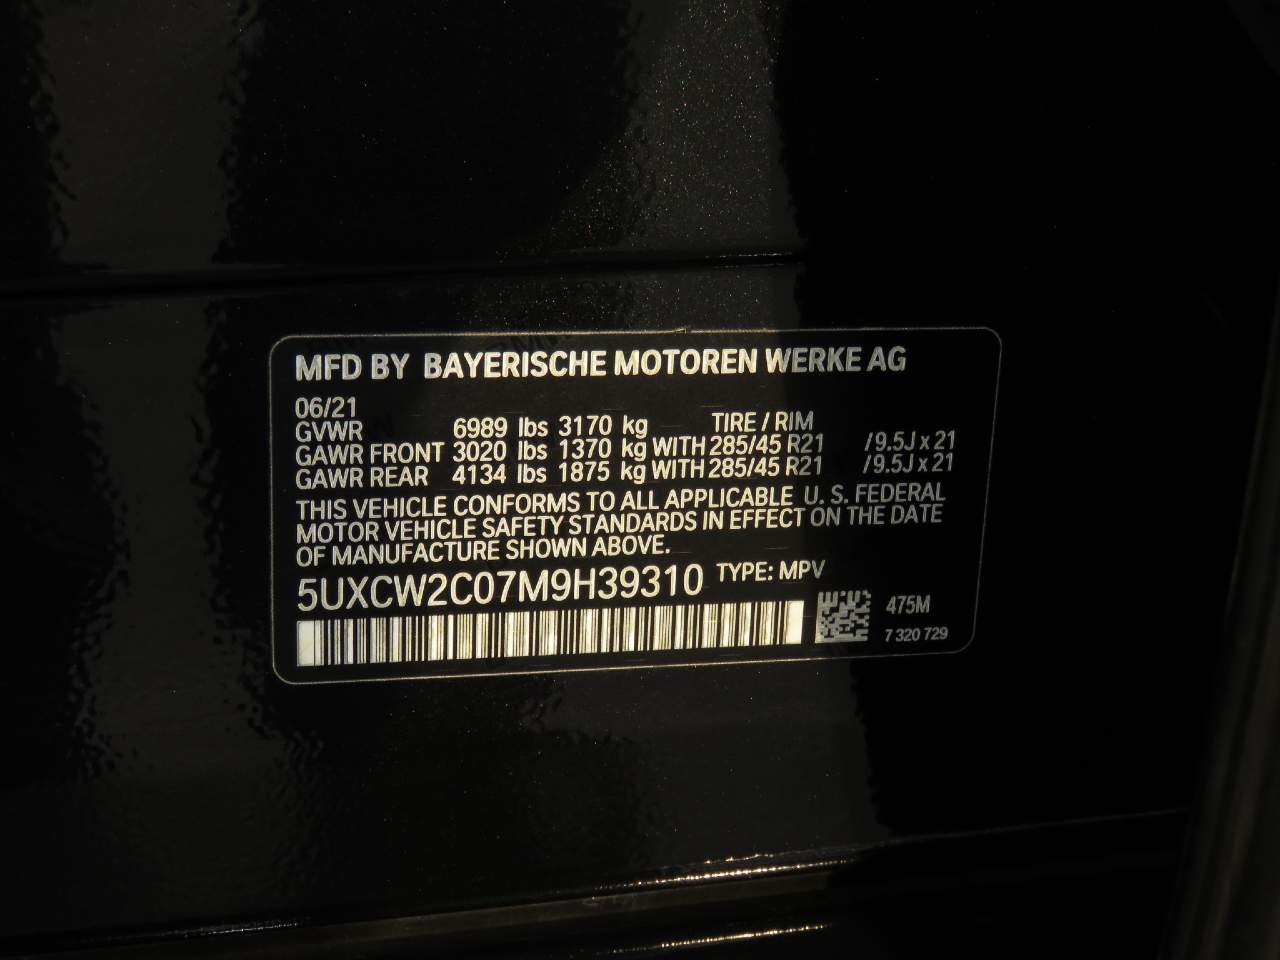 MFD BY BAYERISCHE MOTOREN WERKE AG
06/21
GVWR 6989 lbs 3170 kg TIRE / RIM
GAWR FRONT 3020 lbs 1370 kg WITH 285/45 R21 /9.5J x 21
GAWR REAR 4134 lbs 1875 kg WITH 285/45 R21 /9.5J x 21
THIS VEHICLE CONFORMS TO ALL APPLICABLE U. S. FEDERAL
MOTOR VEHICLE SAFETY STANDARDS IN EFFECT ON THE DATE
OF MANUFACTURE SHOWN ABOVE.
5UXCW2C07M9H39310 TYPE: MPV
475M
7 320 729